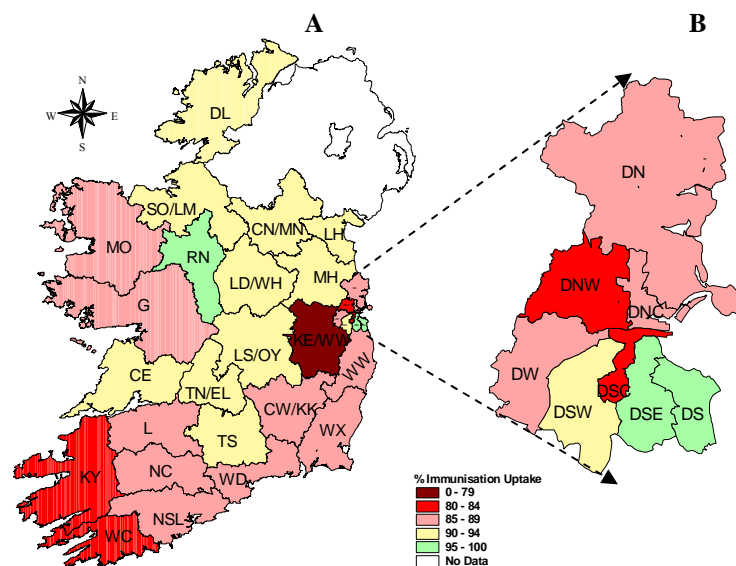 A
B
N
W E
S
DL
DN
SO/LM
CN/MN
LH
MO
RN
MH
LD/WH
G
DNW
DNC
KE/WW
LS/OY
WW
DW
CE
TN/EL
DSC
CW/KK
DSW
DSE
DS
L
TS
WX
KY
NC
WD
NSL
WC
% Immunisation Uptake
0 - 79
80 - 84
85 - 89
90 - 94
95 - 100
No Data